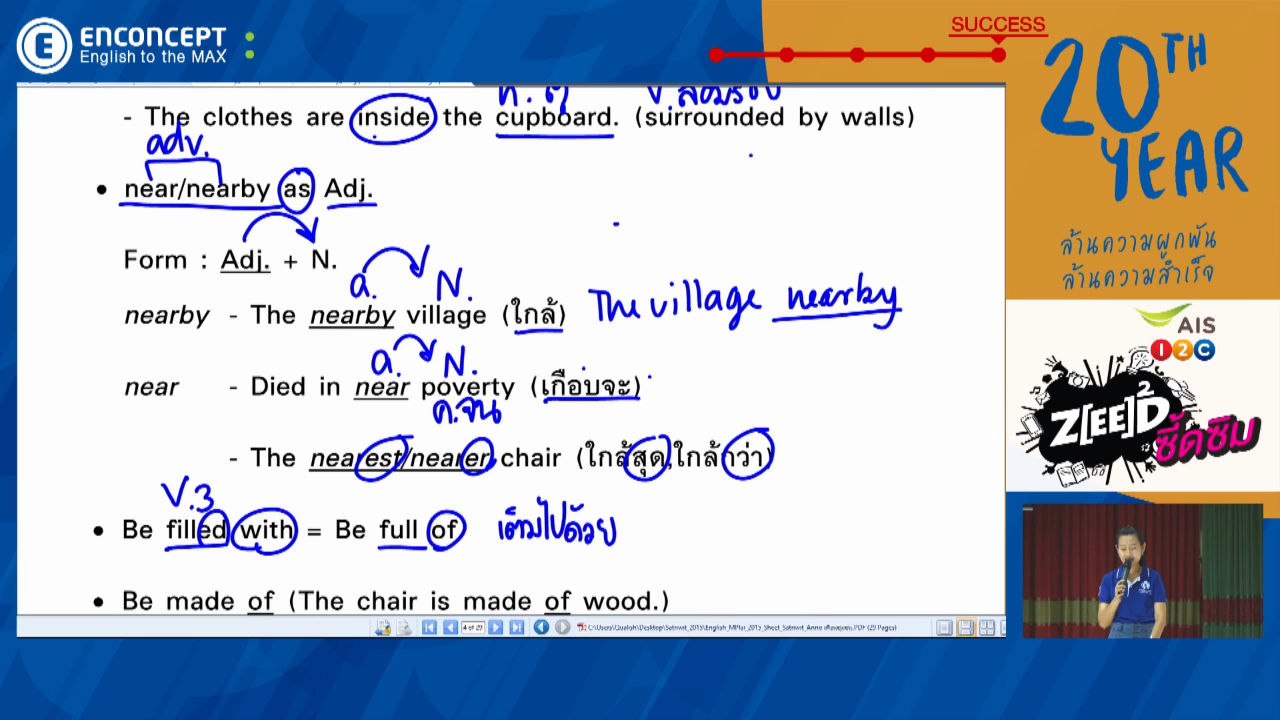 ENCONCEPT
English to the MAX
SUCCESS
20TH
YEAR
ล้านความผูกพัน
ล้านความสำเร็จ
AIS
I2C
Z[EE]D2
ซี้ดซิม
- The clothes are inside the cupboard. (surrounded by walls)
adv.
• near/nearby as Adj.
Form : Adj. + N.
a. N.
nearby - The nearby village (ใกล้) The village nearby
a. N.
near - Died in near poverty (เกือบจะ)
ค.จน
- The nearest/nearer chair (ใกล้สุด,ใกล้กว่า)
V.3
• Be filled with = Be full of เต็มไปด้วย
• Be made of (The chair is made of wood.)
4 of 29